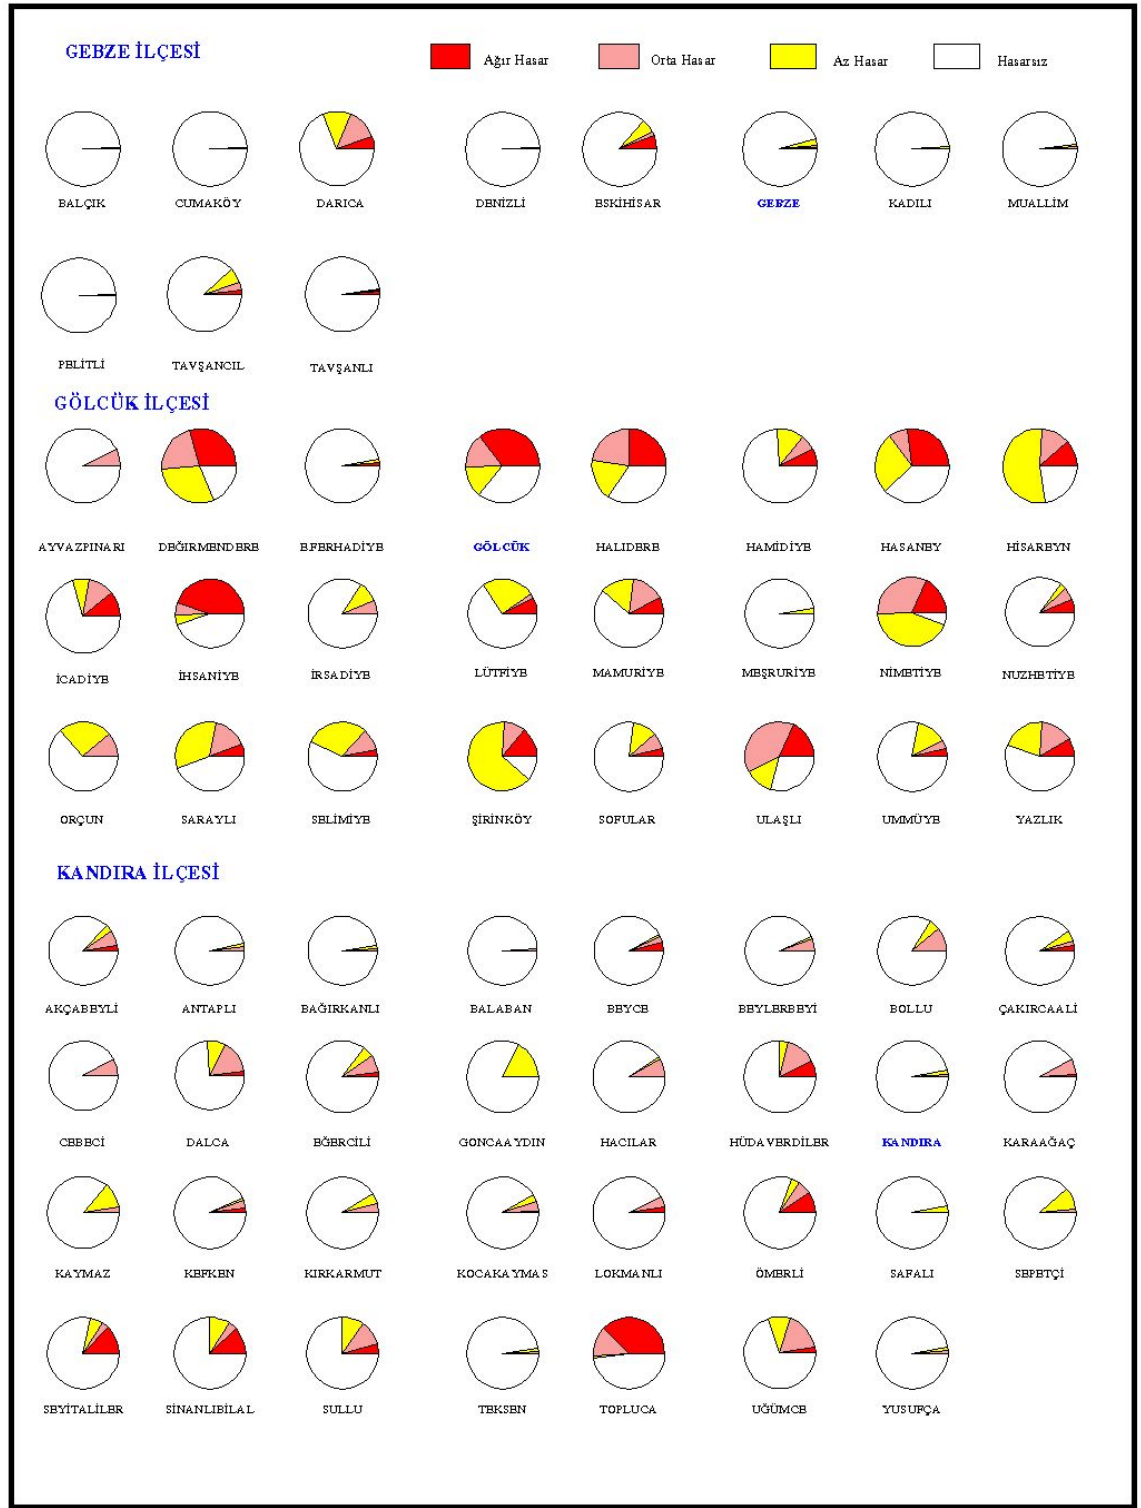 GEBZE İLÇESİ
Ağır Hasar Orta Hasar Az Hasar Hasarsız
BALÇIK CUMAKÖY DARICA DENİZLİ ESKİHİSAR GEBZE KADILI MUALLİM
PELİTLİ TAVŞANCIL TAVŞANLI
GÖLCÜK İLÇESİ
AYVAZPINARI DEĞIRMENDERE B.FERHADİYE GÖLCÜK HALIDERE HAMİDİYE HASANEY HİSAREYN
İCADİYE İHSANİYE İRSADİYE LÜTFİYE MAMURİYE MEŞRURİYE NİMETİYE NUZHETİYE
ORÇUN SARAYLI SELİMİYE ŞİRİNKÖY SOFULAR ULAŞLI UMMÜYE YAZLIK
KANDIRA İLÇESİ
AKÇABEYLİ ANTAPLI BAĞIRKANLI BALABAN BEYCE BEYLERBEYİ BOLLU ÇAKIRCAALİ
CEBECİ DALCA EĞERCİLİ GONCAAYDIN HACILAR HÜDAVERDİLER KANDIRA KARAAĞAÇ
KAYMAZ KEFKEN KIRKARMUT KOCAKAYMAS LOKMANLI ÖMERLİ SAFALI SEPETÇİ
SEYİTALİLER SİNANLIBİLAL SULLU TEKSEN TOPLUCA UĞÜMCE YUSUFÇA